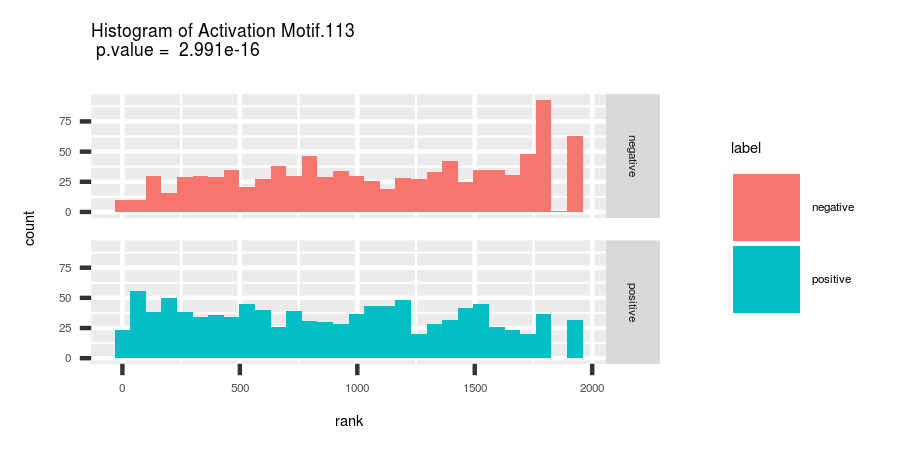 Histogram of Activation Motif.113
p.value = 2.991e-16
75
50
25
0
negative
75
50
25
0
positive
count
0
500
1000
1500
2000
rank
label
negative
positive